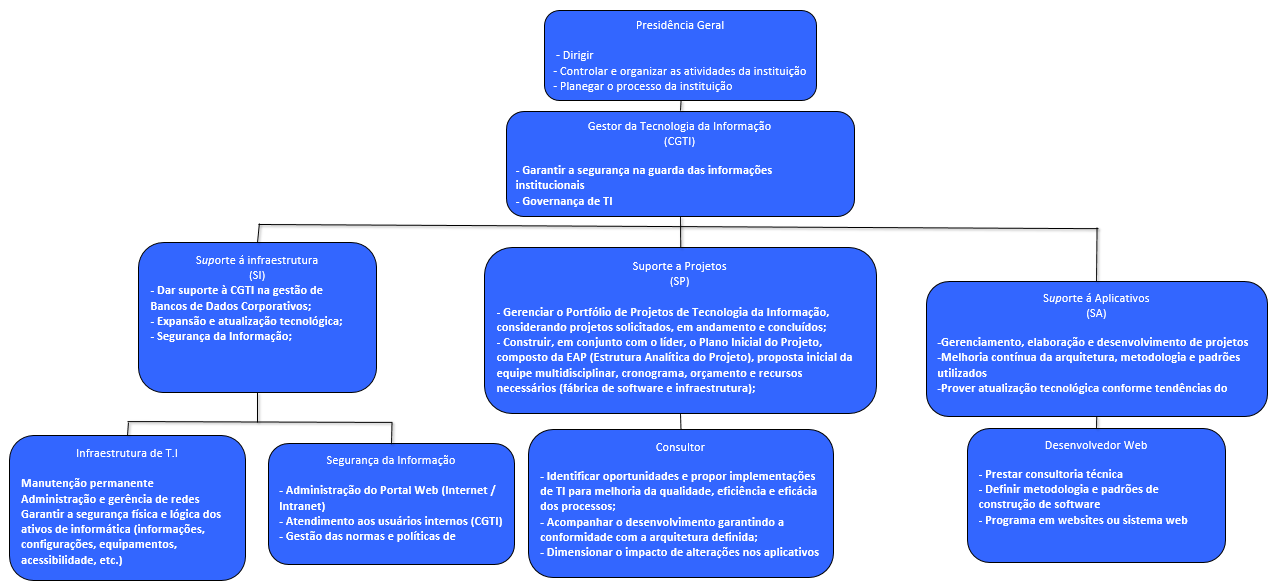 Presidência Geral
- Dirigir
- Controlar e organizar as atividades da instituição
- Planegar o processo da instituição
Gestor da Tecnologia da Informação
(CGTI)
- Garantir a segurança na guarda das informações
institucionais
- Governança de TI
Suporte á infraestrutura
(SI)
- Dar suporte à CGTI na gestão de
Bancos de Dados Corporativos;
- Expansão e atualização tecnológica;
- Segurança da Informação;
Suporte a Projetos
(SP)
- Gerenciar o Portfólio de Projetos de Tecnologia da Informação,
considerando projetos solicitados, em andamento e concluídos;
- Construir, em conjunto com o líder, o Plano Inicial do Projeto,
composto da EAP (Estrutura Analítica do Projeto), proposta inicial da
equipe multidisciplinar, cronograma, orçamento e recursos
necessários (fábrica de software e infraestrutura);
Suporte á Aplicativos
(SA)
-Gerenciamento, elaboração e desenvolvimento de projetos
-Melhoria contínua da arquitetura, metodologia e padrões
utilizados
-Prover atualização tecnológica conforme tendências do
Infraestrutura de T.I
Manutenção permanente
Administração e gerência de redes
Garantir a segurança física e lógica dos
ativos de informática (informações,
configurações, equipamentos,
acessibilidade, etc.)
Segurança da Informação
- Administração do Portal Web (Internet /
Intranet)
- Atendimento aos usuários internos (CGTI)
- Gestão das normas e políticas de
Consultor
- Identificar oportunidades e propor implementações
de TI para melhoria da qualidade, eficiência e eficácia
dos processos;
- Acompanhar o desenvolvimento garantindo a
conformidade com a arquitetura definida;
- Dimensionar o impacto de alterações nos aplicativos
Desenvolvedor Web
- Prestar consultoria técnica
- Definir metodologia e padrões de
construção de software
- Programa em websites ou sistema web